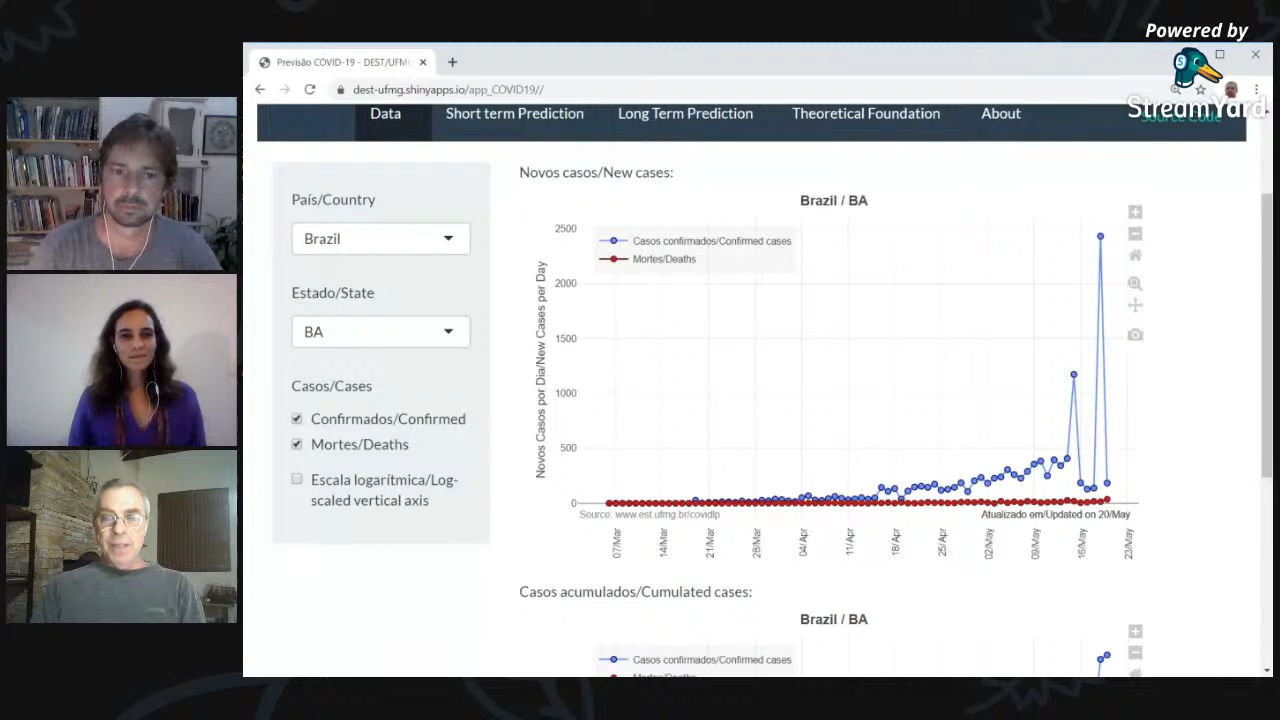 Powered by
StreamYard
Previsão COVID-19 - DEST/UFM
dest-ufmg.shinyapps.io/app_COVID19//
Data
Short term Prediction
Long Term Prediction
Theoretical Foundation
About
Source Code
País/Country
Brazil
Estado/State
BA
Casos/Cases
Confirmados/Confirmed
Mortes/Deaths
Escala logarítmica/Log-
scaled vertical axis
Novos casos/New cases:
Brazil / BA
Casos confirmados/Confirmed cases
Mortes/Deaths
Novos Casos por Dia/New Cases per Day
2500
2000
1500
1000
500
0
Source: www.est.ufmg.br/covidlp
Atualizado em/Updated on 20/May
07/Mar
14/Mar
21/Mar
28/Mar
04/Apr
11/Apr
18/Apr
25/Apr
02/May
09/May
16/May
23/May
Casos acumulados/Cumulated cases:
Brazil / BA
Casos confirmados/Confirmed cases
Mortes/Deaths